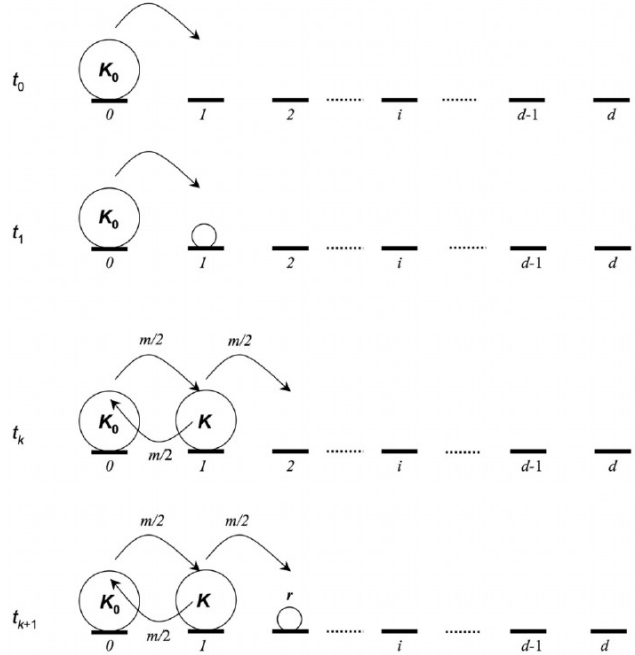 t0
K0
0 1 2 ........ i ........ d-1 d
t1
K0
0 1 2 ........ i ........ d-1 d
m/2 m/2
tk
K0 K
m/2
0 1 2 ........ i ........ d-1 d
m/2 m/2
r
tk+1
K0 K
m/2
0 1 2 ........ i ........ d-1 d